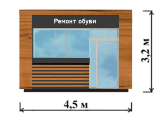 Ремонт обуви
3,2 м
4,5 м